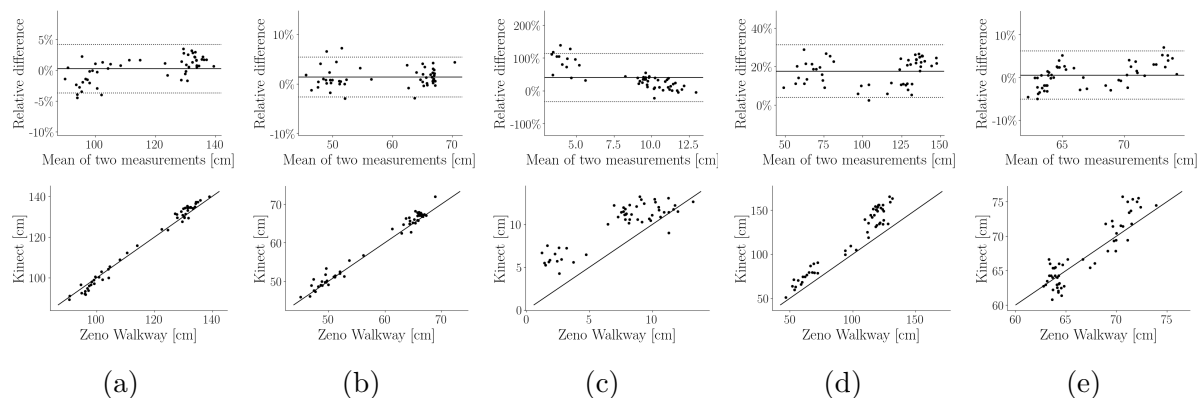 5%
0%
-5%
-10%
Relative difference
100 120 140
Mean of two measurements [cm]
10%
0%
-10%
Relative difference
50 60 70
Mean of two measurements [cm]
200%
100%
0%
-100%
Relative difference
5.0 7.5 10.0 12.5
Mean of two measurements [cm]
40%
20%
0%
Relative difference
50 75 100 125 150
Mean of two measurements [cm]
10%
0%
-10%
Relative difference
65 70
Mean of two measurements [cm]
140
120
100
Kinect [cm]
100 120 140
Zeno Walkway [cm]
70
60
50
Kinect [cm]
50 60 70
Zeno Walkway [cm]
10
5
0
Kinect [cm]
0 5 10
Zeno Walkway [cm]
150
100
50
Kinect [cm]
50 100 150
Zeno Walkway [cm]
75
70
65
60
Kinect [cm]
60 65 70 75
Zeno Walkway [cm]
(a) (b) (c) (d) (e)